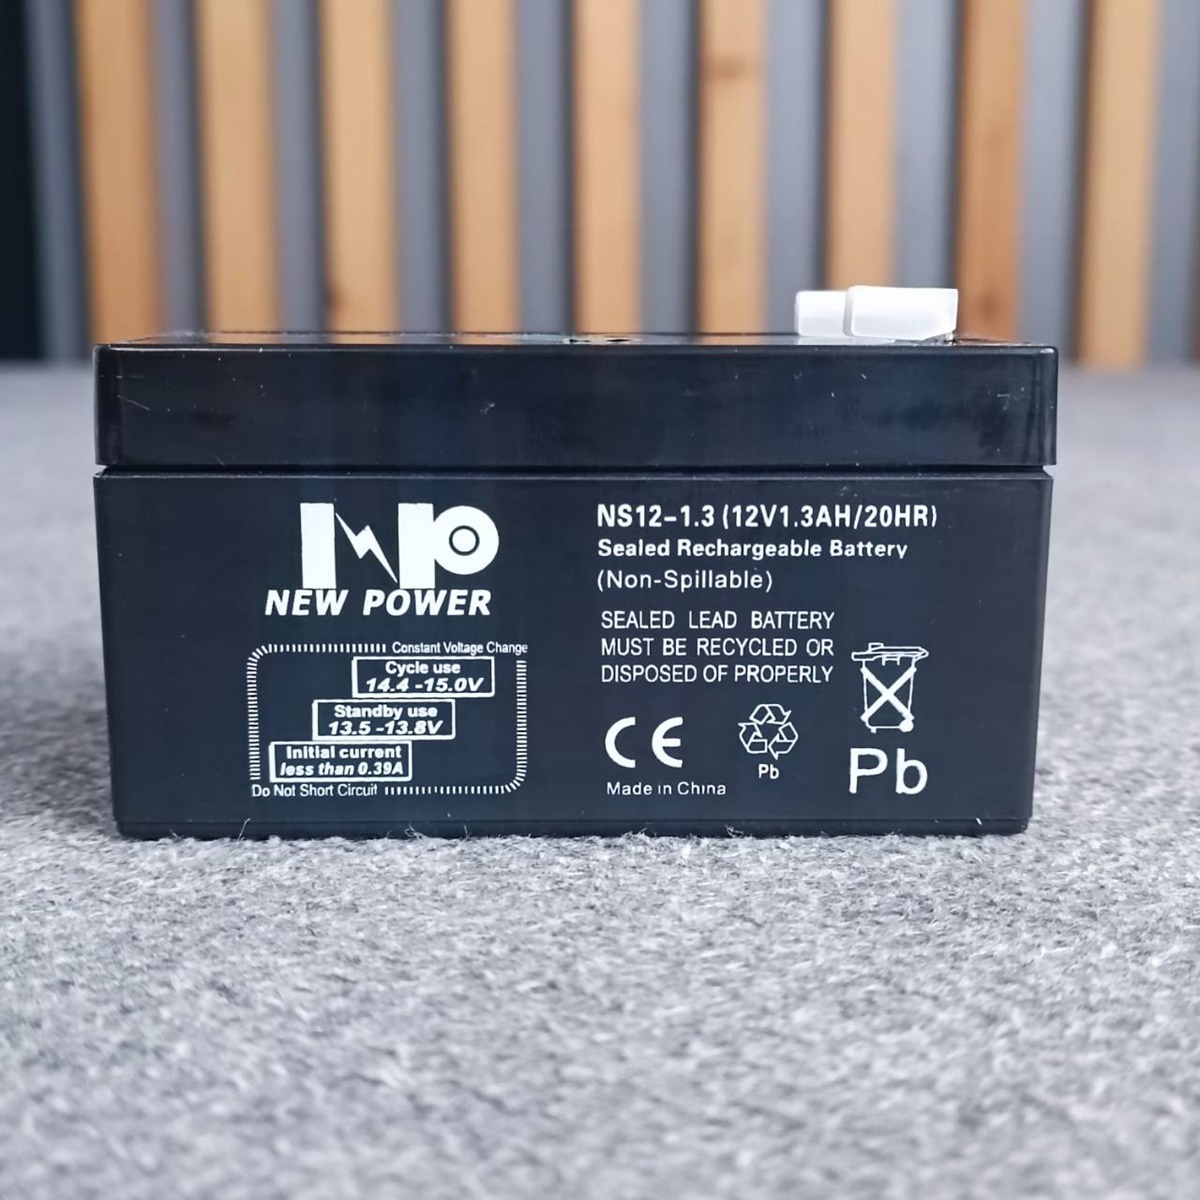 NP
NEW POWER
Constant Voltage Change
Cycle use
14.4 -15.0V
Standby use
13.5 -13.8V
Initial current
less than 0.39A
Do Not Short Circuit
NS12-1.3 (12V1.3AH/20HR)
Sealed Rechargeable Battery
(Non-Spillable)
SEALED LEAD BATTERY
MUST BE RECYCLED OR
DISPOSED OF PROPERLY
CE
Pb
Pb
Made in China